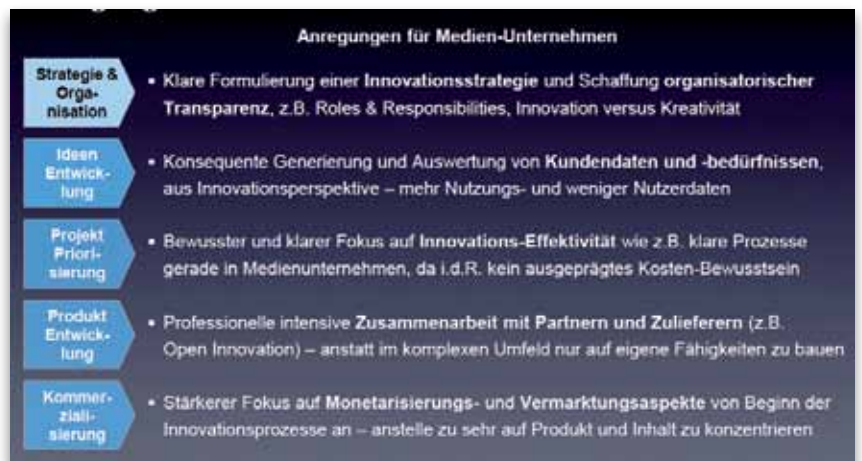 Anregungen für Medien-Unternehmen
Strategie &
Orga-
nisation
• Klare Formulierung einer Innovationsstrategie und Schaffung organisatorischer
Transparenz, z.B. Roles & Responsibilities, Innovation versus Kreativität
Ideen
Entwick-
lung
• Konsequente Generierung und Auswertung von Kundendaten und -bedürfnissen,
aus Innovationsperspektive – mehr Nutzungs- und weniger Nutzerdaten
Projekt
Priori-
sierung
• Bewusster und klarer Fokus auf Innovations-Effektivität wie z.B. klare Prozesse
gerade in Medienunternehmen, da i.d.R. kein ausgeprägtes Kosten-Bewusstsein
Produkt
Entwick-
lung
• Professionelle intensive Zusammenarbeit mit Partnern und Zulieferern (z.B.
Open Innovation) – anstatt im komplexen Umfeld nur auf eigene Fähigkeiten zu bauen
Kommer-
ziali-
sierung
• Stärkerer Fokus auf Monetarisierungs- und Vermarktungsaspekte von Beginn der
Innovationsprozesse an – anstelle zu sehr auf Produkt und Inhalt zu konzentrieren